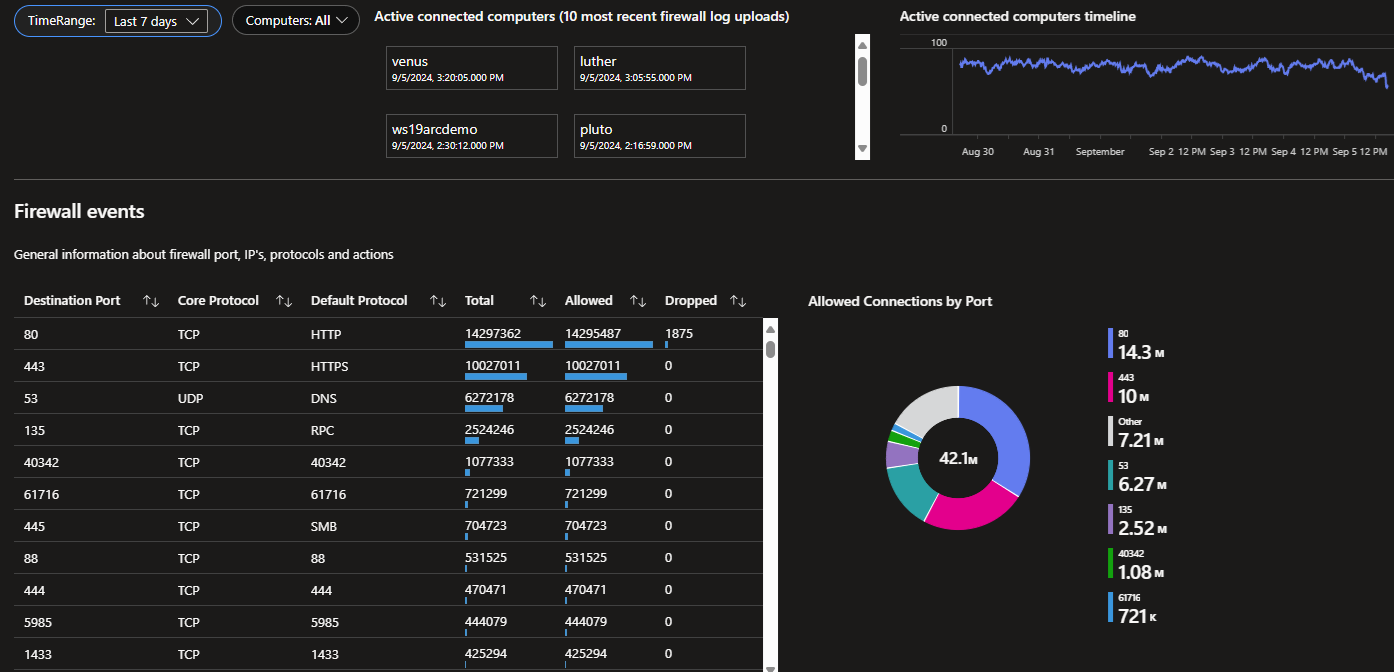 TimeRange: Last 7 days
Computers: All
Active connected computers (10 most recent firewall log uploads)
venus
9/5/2024, 3:20:05.000 PM
luther
9/5/2024, 3:05:55.000 PM
ws19arcdemo
9/5/2024, 2:30:12.000 PM
pluto
9/5/2024, 2:16:59.000 PM
Active connected computers timeline
100
0
Aug 30 Aug 31 September Sep 2 12 PM Sep 3 12 PM Sep 4 12 PM Sep 5 12 PM
Firewall events
General information about firewall port, IP's, protocols and actions
Destination Port Core Protocol Default Protocol Total Allowed Dropped
80 TCP HTTP 14297362 14295487 1875
443 TCP HTTPS 10027011 10027011 0
53 UDP DNS 6272178 6272178 0
135 TCP RPC 2524246 2524246 0
40342 TCP 40342 1077333 1077333 0
61716 TCP 61716 721299 721299 0
445 TCP SMB 704723 704723 0
88 TCP 88 531525 531525 0
444 TCP 444 470471 470471 0
5985 TCP 5985 444079 444079 0
1433 TCP 1433 425294 425294 0
Allowed Connections by Port
42.1M
80
14.3 M
443
10 M
Other
7.21 M
53
6.27 M
135
2.52 M
40342
1.08 M
61716
721 K